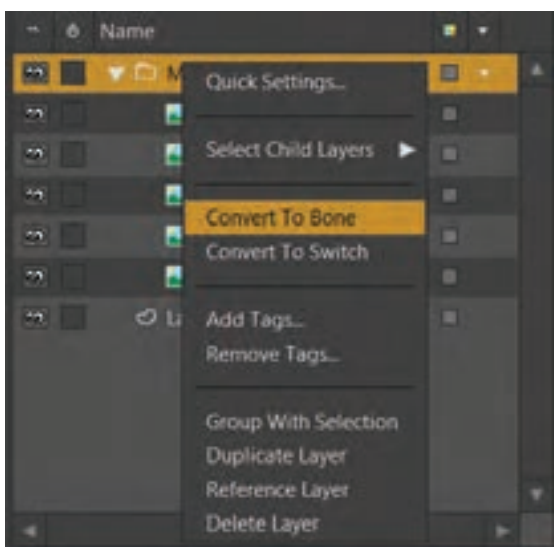 Name
M
Quick Settings...
Select Child Layers
Convert To Bone
Convert To Switch
La
Add Tags...
Remove Tags...
Group With Selection
Duplicate Layer
Reference Layer
Delete Layer